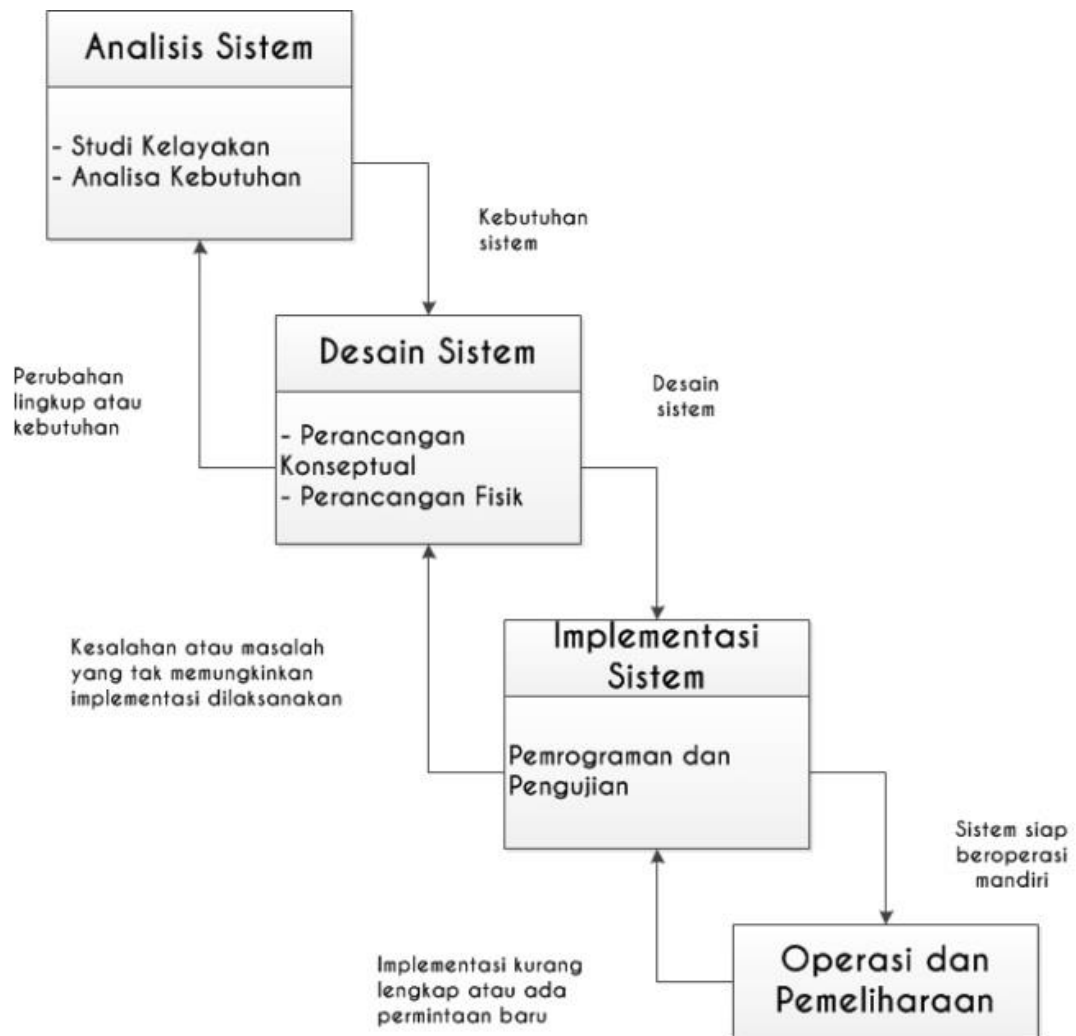 Analisis Sistem
- Studi Kelayakan
- Analisa Kebutuhan
Kebutuhan
sistem
Desain Sistem
- Perancangan
Konseptual
- Perancangan Fisik
Perubahan
lingkup atau
kebutuhan
Desain
sistem
Implementasi
Sistem
Pemrograman dan
Pengujian
Kesalahan atau masalah
yang tak memungkinkan
implementasi dilaksanakan
Sistem siap
beroperasi
mandiri
Operasi dan
Pemeliharaan
Implementasi kurang
lengkap atau ada
permintaan baru